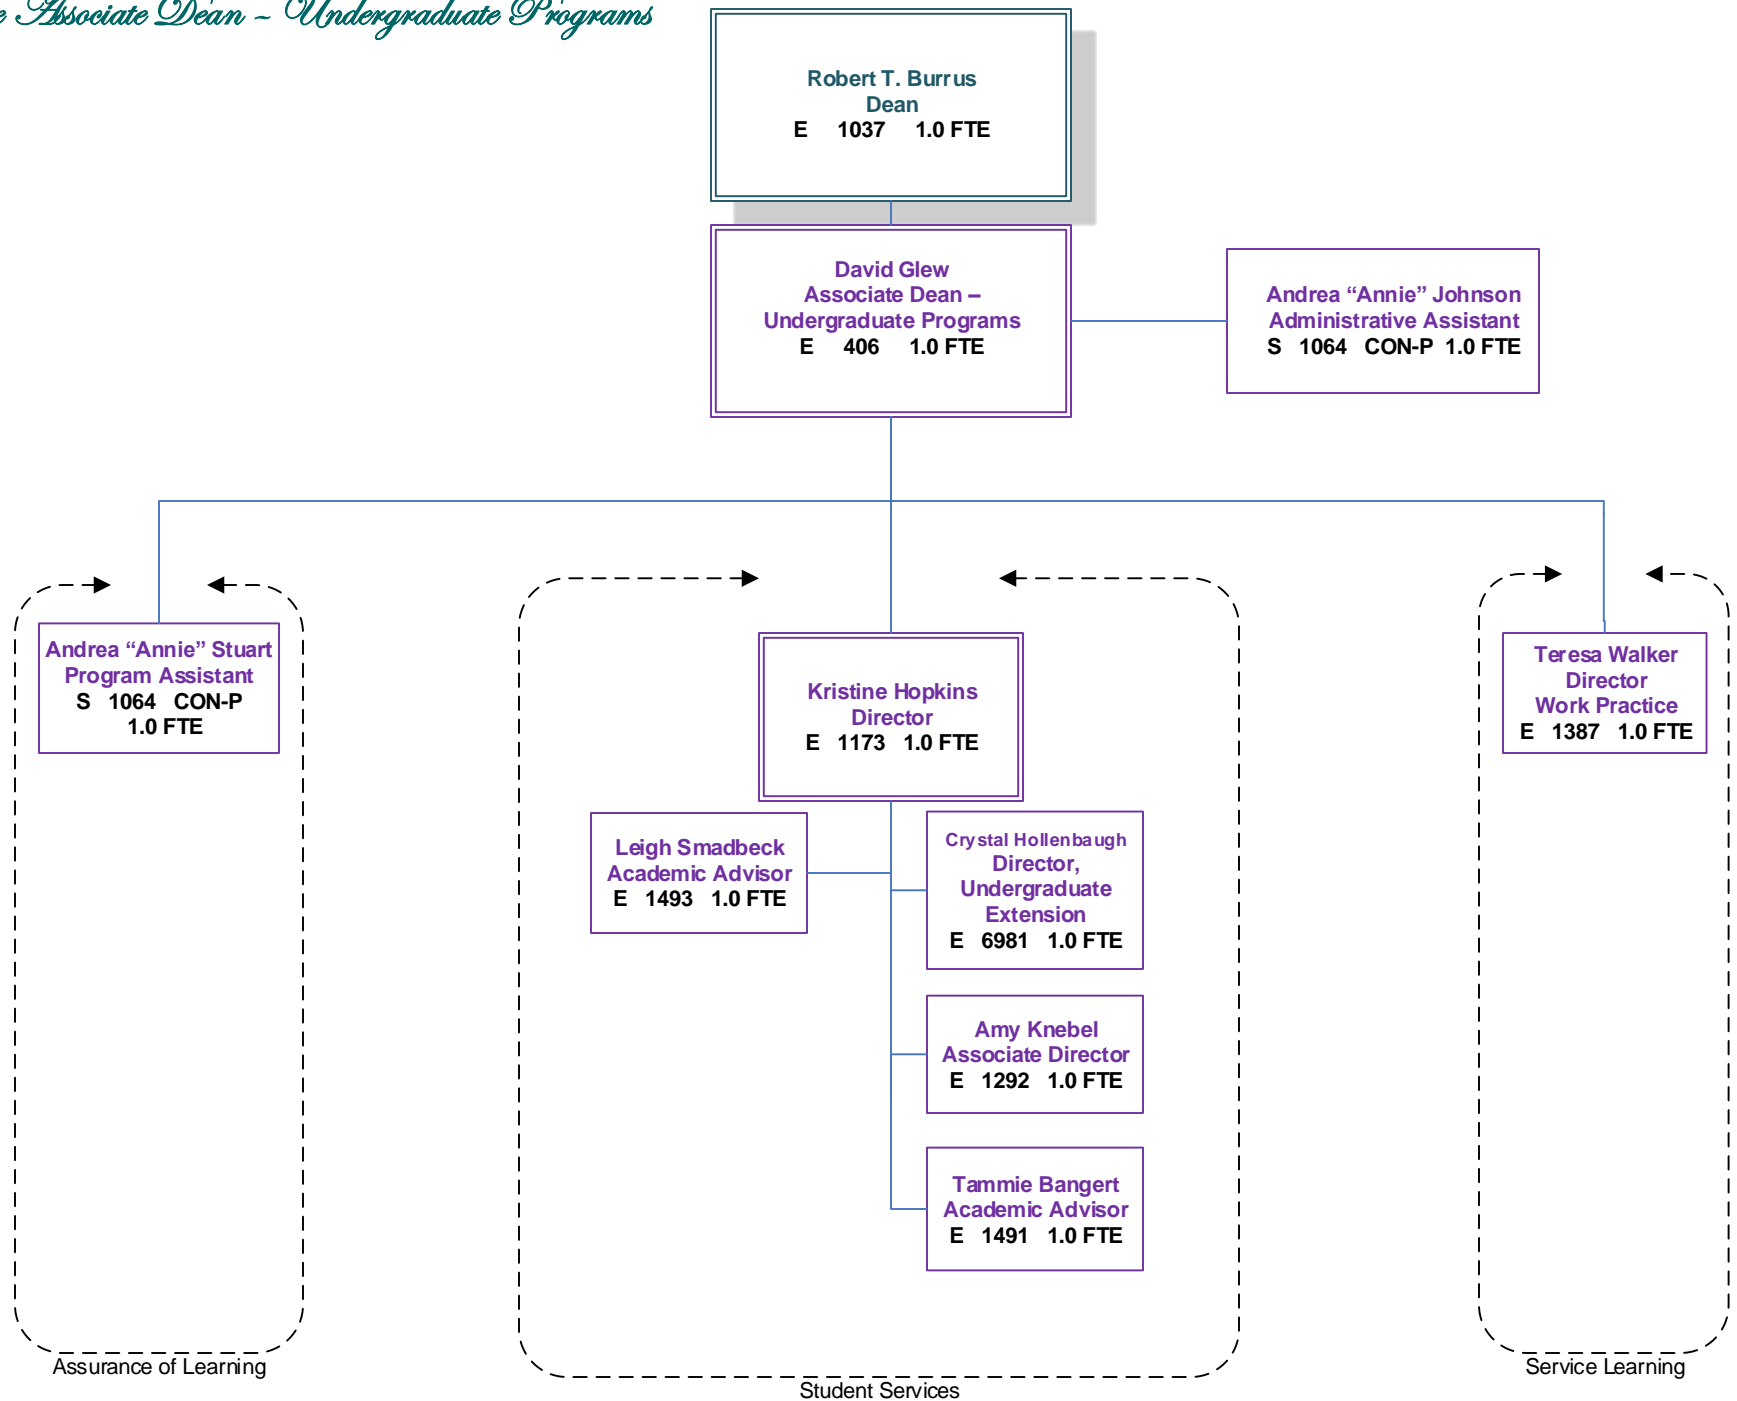 Associate Dean ~ Undergraduate Programs
Robert T. Burrus
Dean
E 1037 1.0 FTE
David Glew
Associate Dean –
Undergraduate Programs
E 406 1.0 FTE
Andrea “Annie” Johnson
Administrative Assistant
S 1064 CON-P 1.0 FTE
Andrea “Annie” Stuart
Program Assistant
S 1064 CON-P
1.0 FTE
Kristine Hopkins
Director
E 1173 1.0 FTE
Teresa Walker
Director
Work Practice
E 1387 1.0 FTE
Leigh Smadbeck
Academic Advisor
E 1493 1.0 FTE
Crystal Hollenbaugh
Director,
Undergraduate
Extension
E 6981 1.0 FTE
Amy Knebel
Associate Director
E 1292 1.0 FTE
Tammie Bangert
Academic Advisor
E 1491 1.0 FTE
Assurance of Learning
Student Services
Service Learning